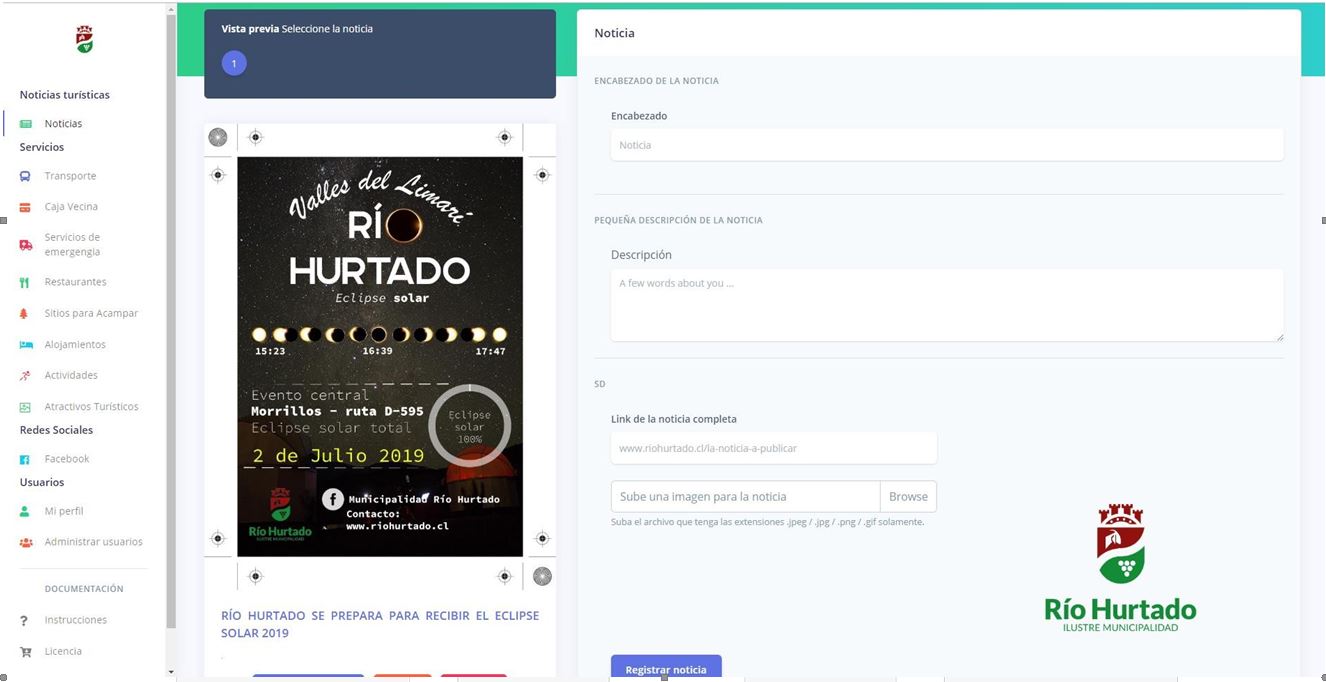 Noticias turísticas
Noticias
Servicios
Transporte
Caja Vecina
Servicios de
emergengia
Restaurantes
Sitios para Acampar
Alojamientos
Actividades
Atractivos Turísticos
Redes Sociales
Facebook
Usuarios
Mi perfil
Administrar usuarios
DOCUMENTACIÓN
Instrucciones
Licencia
Vista previa Seleccione la noticia
1
Valles del Limarí
RÍO
HURTADO
Eclipse solar
15:23 16:39 17:47
Evento central
Morrillos - ruta D-595
Eclipse solar total
2 de Julio 2019
Eclipse
solar
100%
Río Hurtado
ILUSTRE MUNICIPALIDAD
f Municipalidad Río Hurtado
Contacto:
www.riohurtado.cl
RÍO HURTADO SE PREPARA PARA RECIBIR EL ECLIPSE
SOLAR 2019
.
Noticia
ENCABEZADO DE LA NOTICIA
Encabezado
Noticia
PEQUEÑA DESCRIPCIÓN DE LA NOTICIA
Descripción
A few words about you ...
SD
Link de la noticia completa
www.riohurtado.cl/la-noticia-a-publicar
Sube una imagen para la noticia Browse
Suba el archivo que tenga las extensiones .jpeg / .jpg / .png / .gif solamente.
Río Hurtado
ILUSTRE MUNICIPALIDAD
Registrar noticia